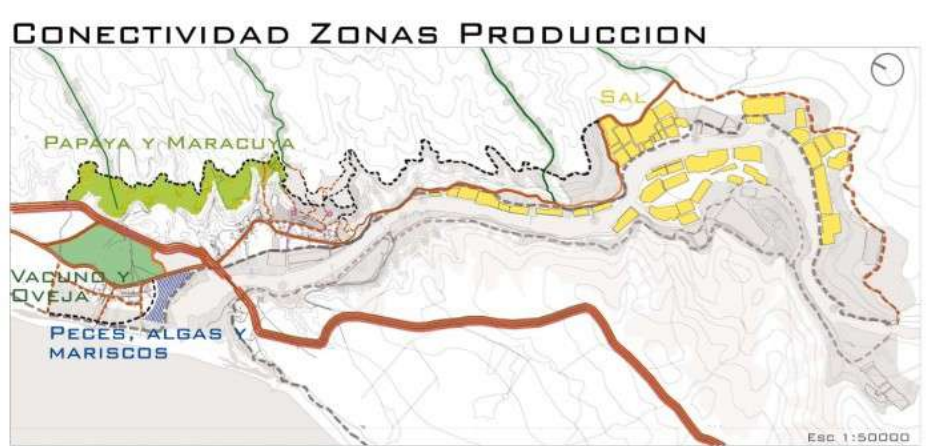 CONECTIVIDAD ZONAS PRODUCCION
SAL
PAPAYA Y MARACUYA
VACUNO Y
OVEJA
PECES, ALGAS Y
MARISCOS
Esc 1:50000